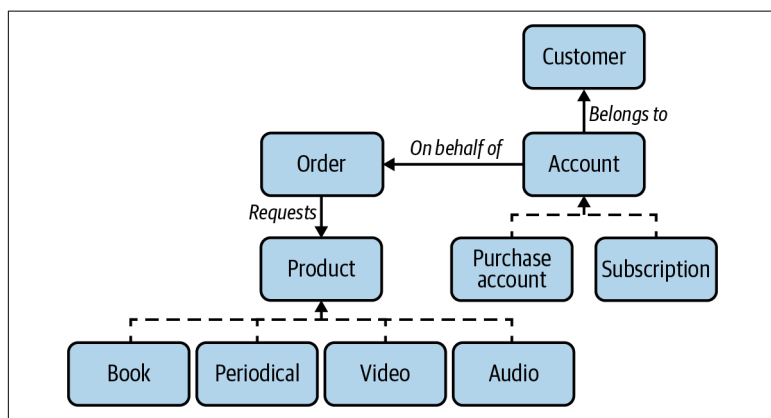 Customer
Belongs to
Order
On behalf of
Account
Requests
Product
Purchase
account
Subscription
Book
Periodical
Video
Audio